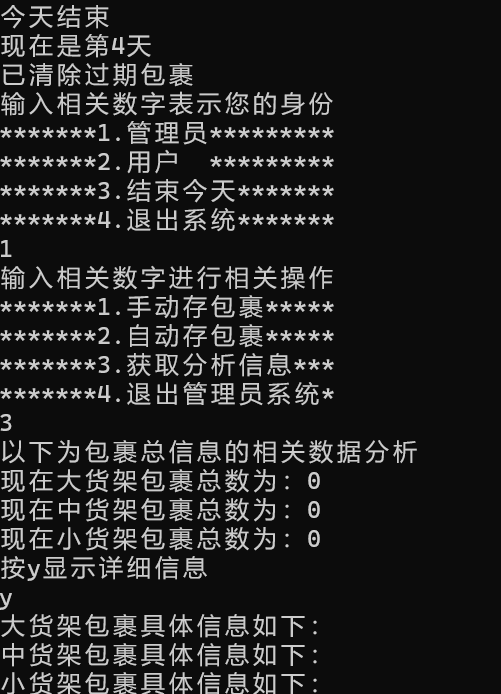 今天结束
现在是第4天
已清除过期包裹
输入相关数字表示您的身份
*******1.管理员*********
*******2.用户  *********
*******3.结束今天*******
*******4.退出系统*******
1
输入相关数字进行相关操作
*******1.手动存包裹*****
*******2.自动存包裹*****
*******3.获取分析信息***
*******4.退出管理员系统*
3
以下为包裹总信息的相关数据分析
现在大货架包裹总数为：0
现在中货架包裹总数为：0
现在小货架包裹总数为：0
按y显示详细信息
y
大货架包裹具体信息如下：
中货架包裹具体信息如下：
小货架包裹具体信息如下：